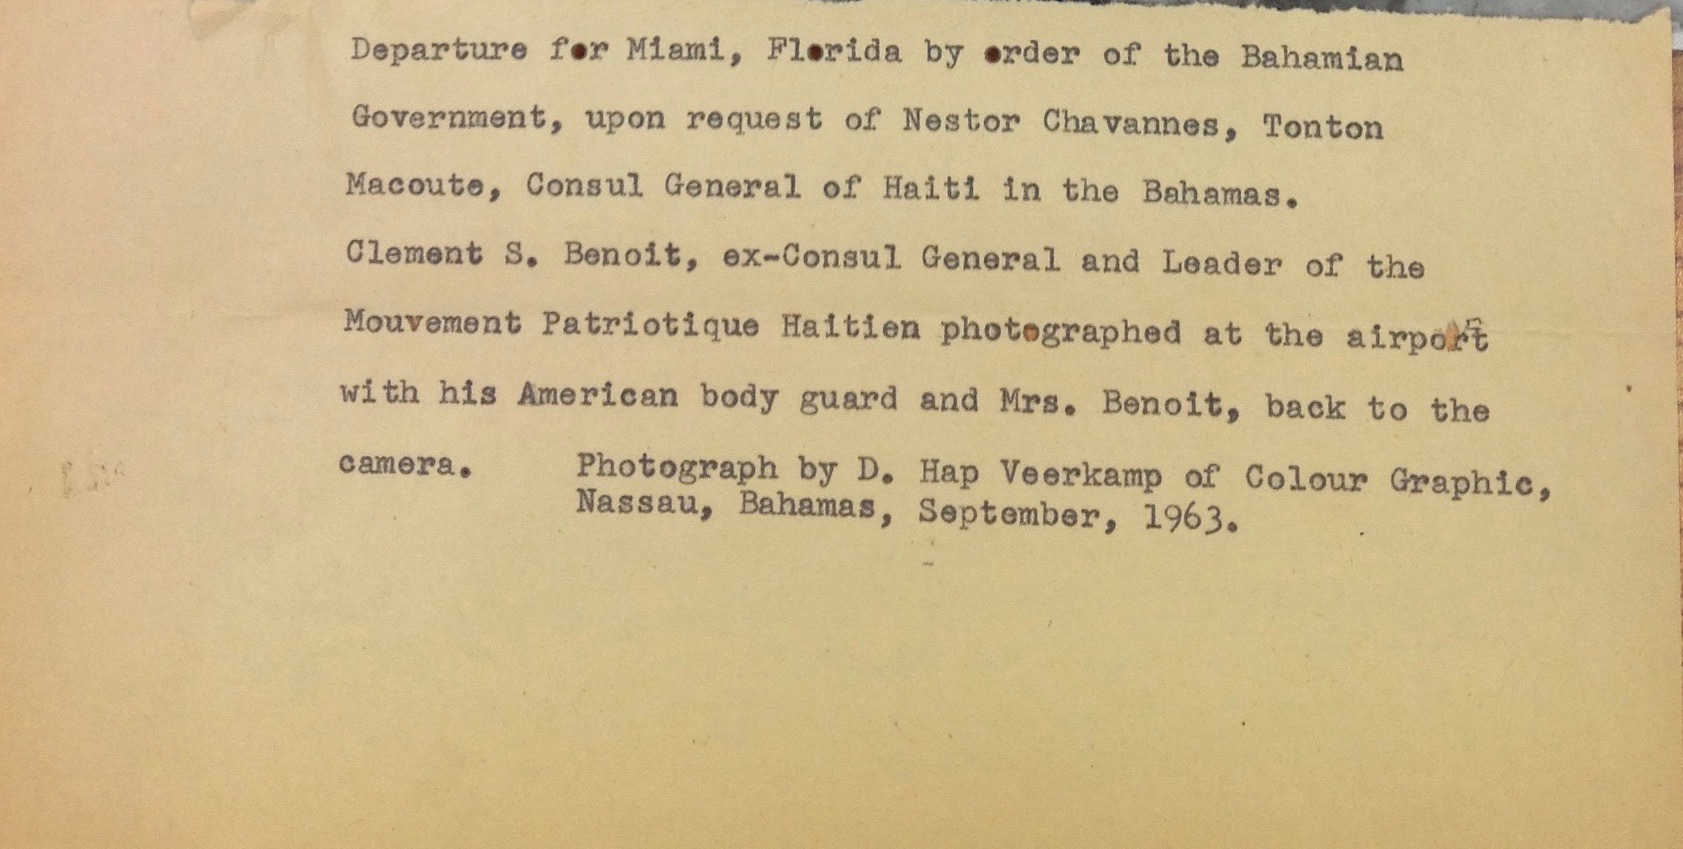 Departure for Miami, Florida by order of the Bahamian
Government, upon request of Nestor Chavannes, Tonton
Macoute, Consul General of Haiti in the Bahamas.
Clement S. Benoit, ex-Consul General and Leader of the
Mouvement Patriotique Haitien photographed at the airport
with his American body guard and Mrs. Benoit, back to the
camera. Photograph by D. Hap Veerkamp of Colour Graphic,
Nassau, Bahamas, September, 1963.